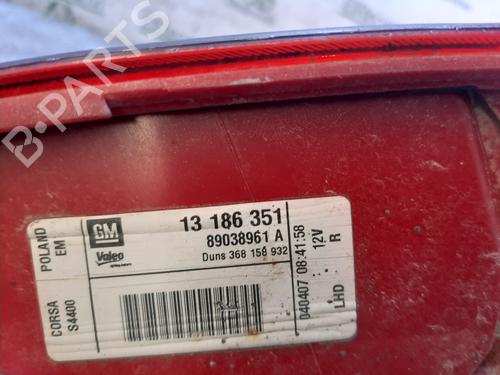 B-PARTS
POLAND
EM
GM
13 186 351
89038961 A
Valeo
Duns 368 158 932
CORSA
S4400
040407 08:41:58
12V
R
LHD